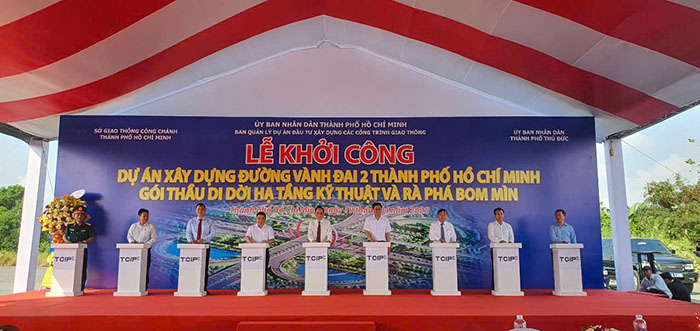 ỦY BAN NHÂN DÂN THÀNH PHỐ HỒ CHÍ MINH
BAN QUẢN LÝ DỰ ÁN ĐẦU TƯ XÂY DỰNG CÁC CÔNG TRÌNH GIAO THÔNG
SỞ GIAO THÔNG CÔNG CHÁNH
THÀNH PHỐ HỒ CHÍ MINH
ỦY BAN NHÂN DÂN
THÀNH PHỐ THỦ ĐỨC
LỄ KHỞI CÔNG
DỰ ÁN XÂY DỰNG ĐƯỜNG VÀNH ĐAI 2 THÀNH PHỐ HỒ CHÍ MINH
GÓI THẦU DI DỜI HẠ TẦNG KỸ THUẬT VÀ RÀ PHÁ BOM MÌN
TCIP
TCIP
TCIP
TCIP
TCIP
TCIP
TCIP
TCIP
TCIP